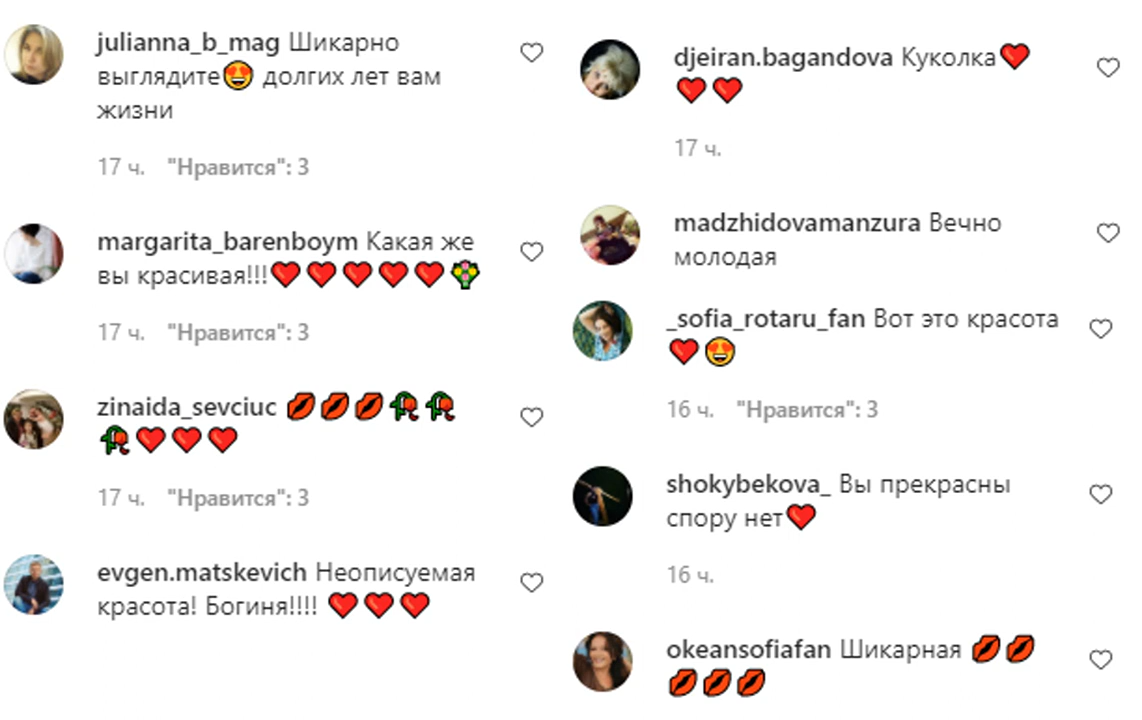 julianna_b_mag Шикарно
выглядите😍 долгих лет вам
жизни
17 ч. "Нравится": 3
margarita_barenboym Какая же
вы красивая!!!❤️❤️❤️❤️❤️💐
17 ч. "Нравится": 3
zinaida_sevciuc 💋💋💋🥀🥀
🥀❤️❤️❤️
17 ч. "Нравится": 3
evgen.matskevich Неописуемая
красота! Богиня!!!! ❤️❤️❤️
djeiran.bagandova Куколка❤️
❤️❤️
17 ч.
madzhidovamanzura Вечно
молодая
_sofia_rotaru_fan Вот это красота
❤️😍
16 ч. "Нравится": 3
shokybekova_ Вы прекрасны
спору нет❤️
16 ч.
okeansofiafan Шикарная 💋💋
💋💋💋